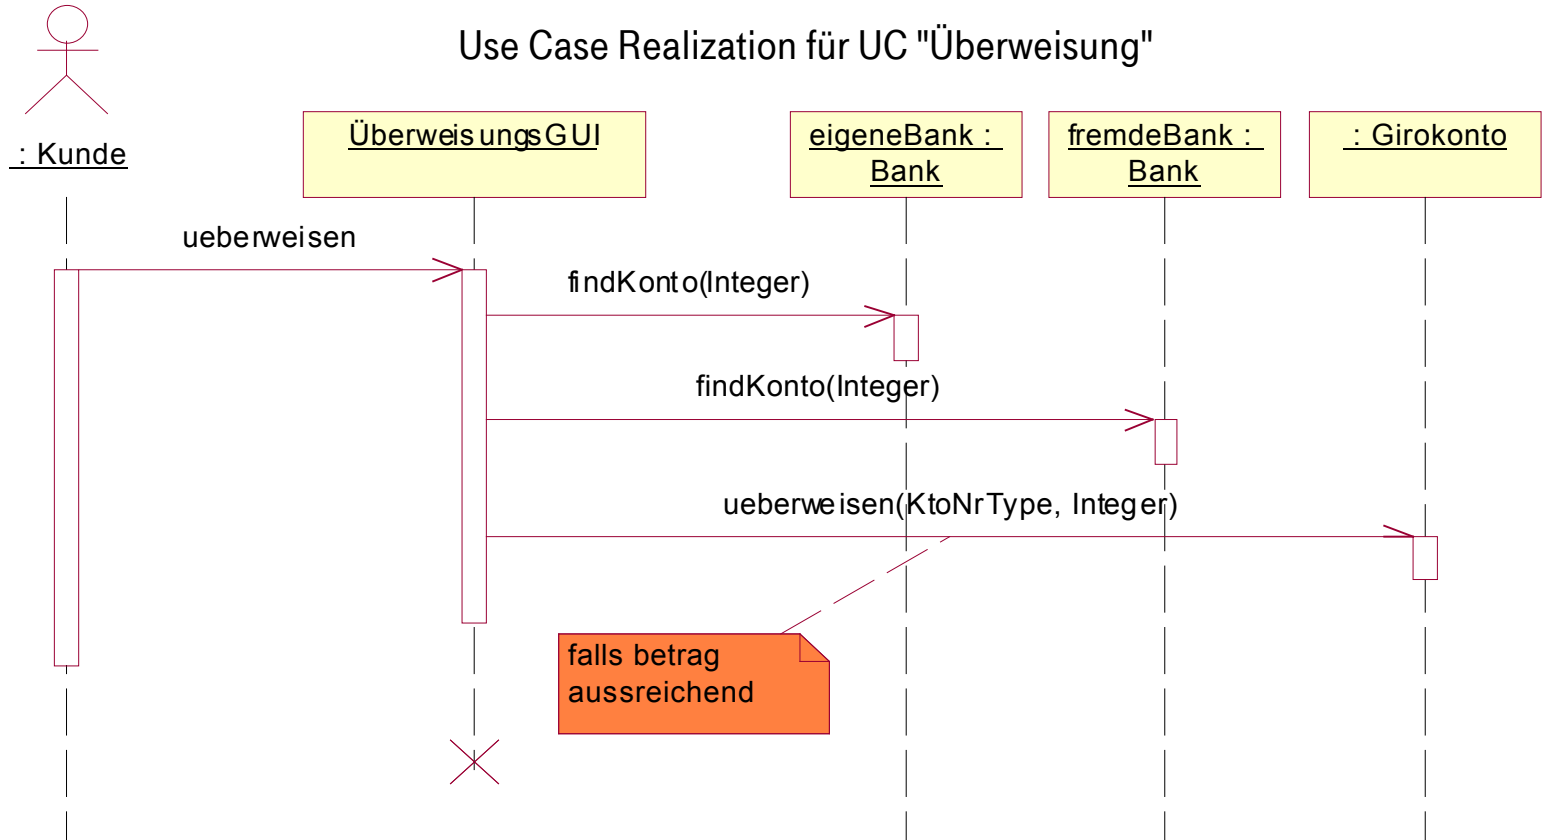 Use Case Realization für UC "Überweisung"
: Kunde
ÜberweisungsGUI
eigeneBank :
Bank
fremdeBank :
Bank
: Girokonto
ueberweisen
findKonto(Integer)
findKonto(Integer)
ueberweisen(KtoNrType, Integer)
falls betrag
aussreichend